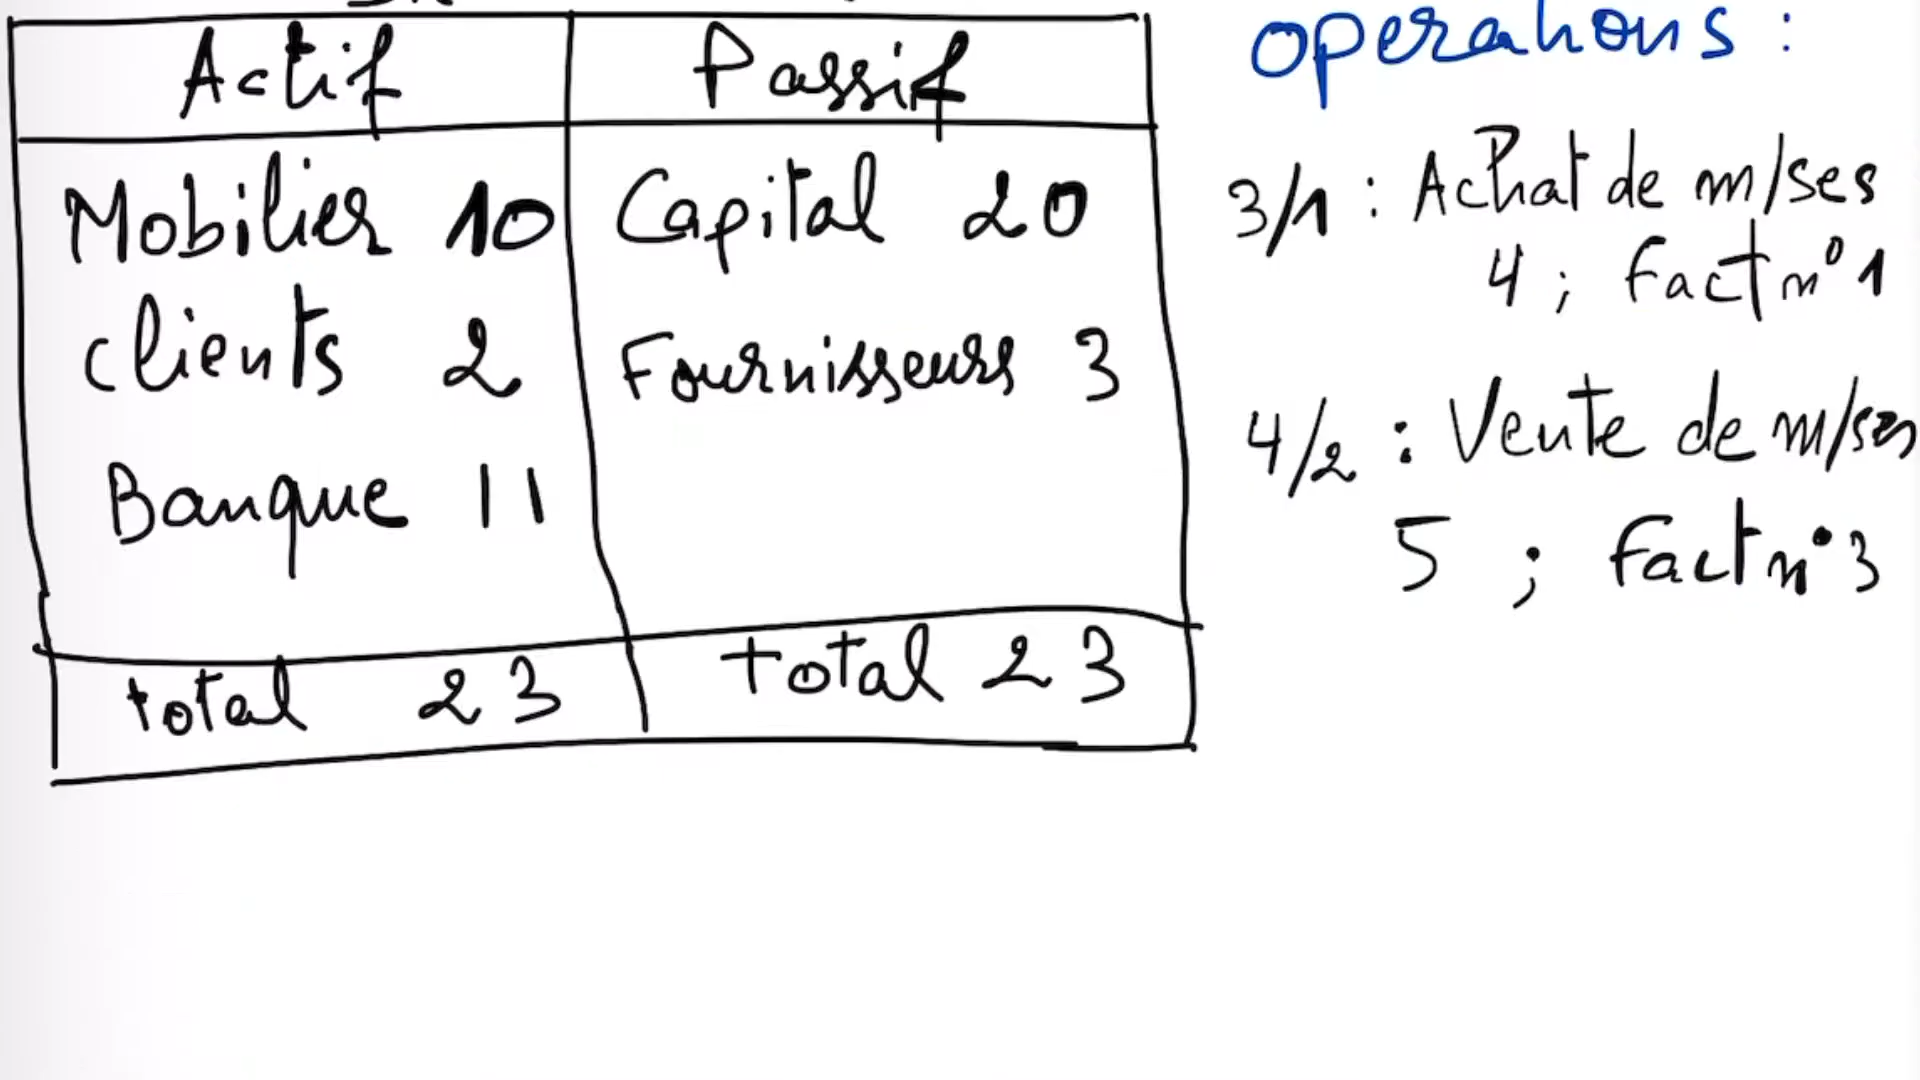 Actif Passif
Mobilier 10 Capital 20
Clients 2 Fournisseurs 3
Banque 11
total 23 total 23
Operations :
3/1 : Achat de m/ses
4 ; Fact n° 1
4/2 : Vente de m/ses
5 ; Fact n° 3